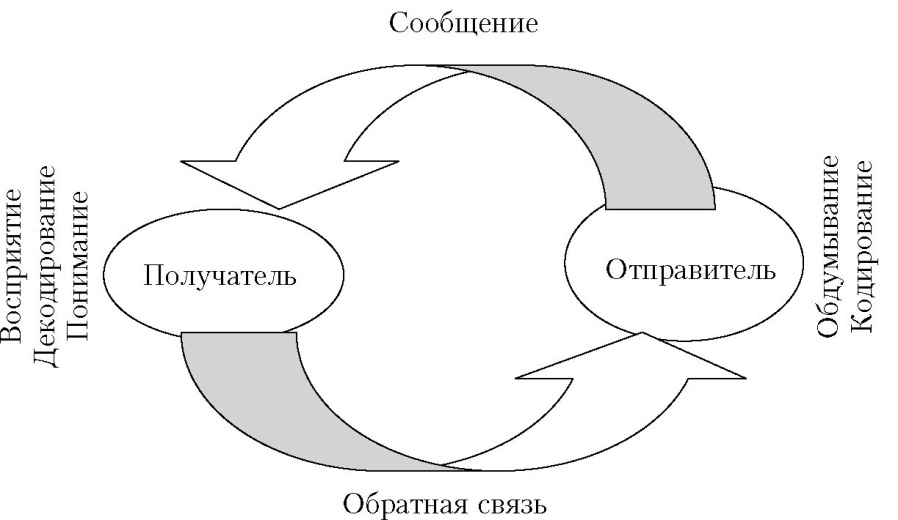 Сообщение
Восприятие
Декодирование
Понимание
Получатель
Отправитель
Обдумывание
Кодирование
Обратная связь